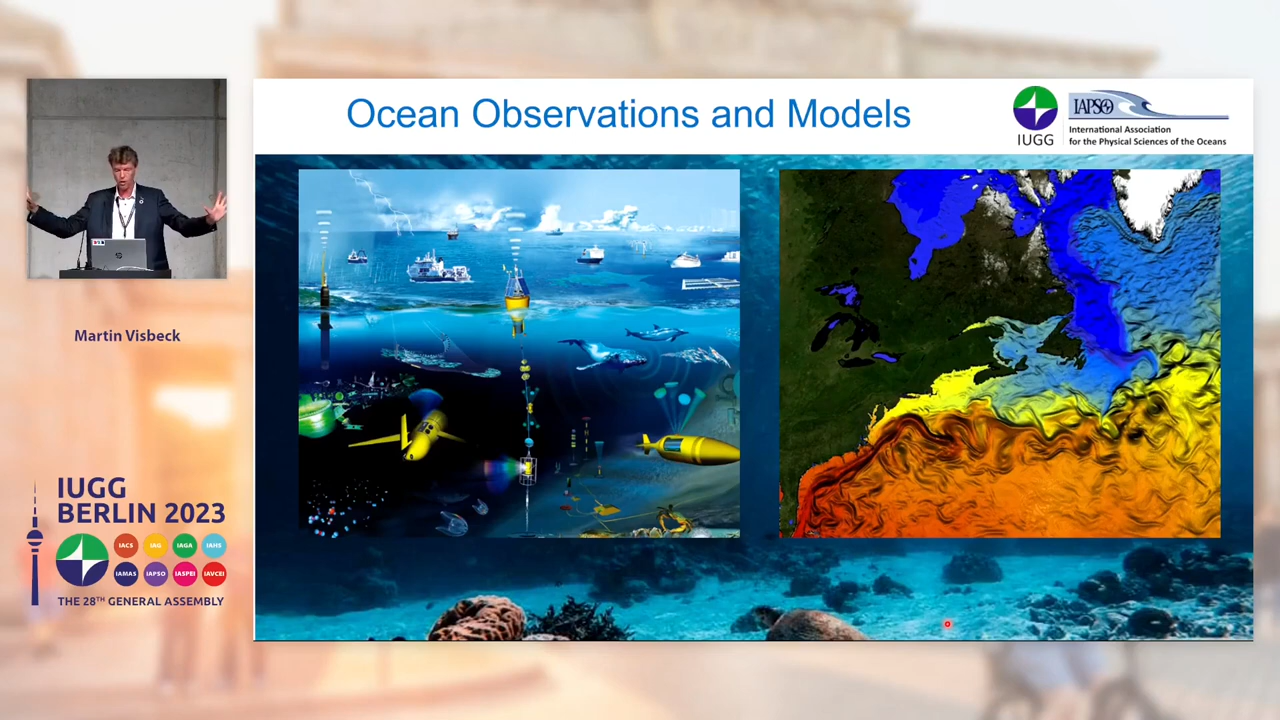 Ocean Observations and Models
IUGG
IAPSO
International Association
for the Physical Sciences of the Oceans
Martin Visbeck
IUGG
BERLIN 2023
IACS IAG IAGA IAHS
IAMAS IAPSO IASPEI IAVCEI
THE 28TH GENERAL ASSEMBLY